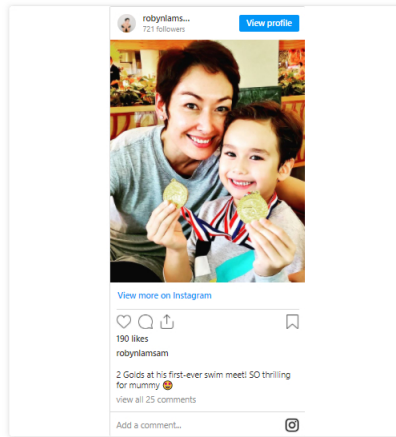 robynlams...
721 followers
View profile
View more on Instagram
190 likes
robynlamsam
2 Golds at his first-ever swim meet! SO thrilling
for mummy 🤩
view all 25 comments
Add a comment...